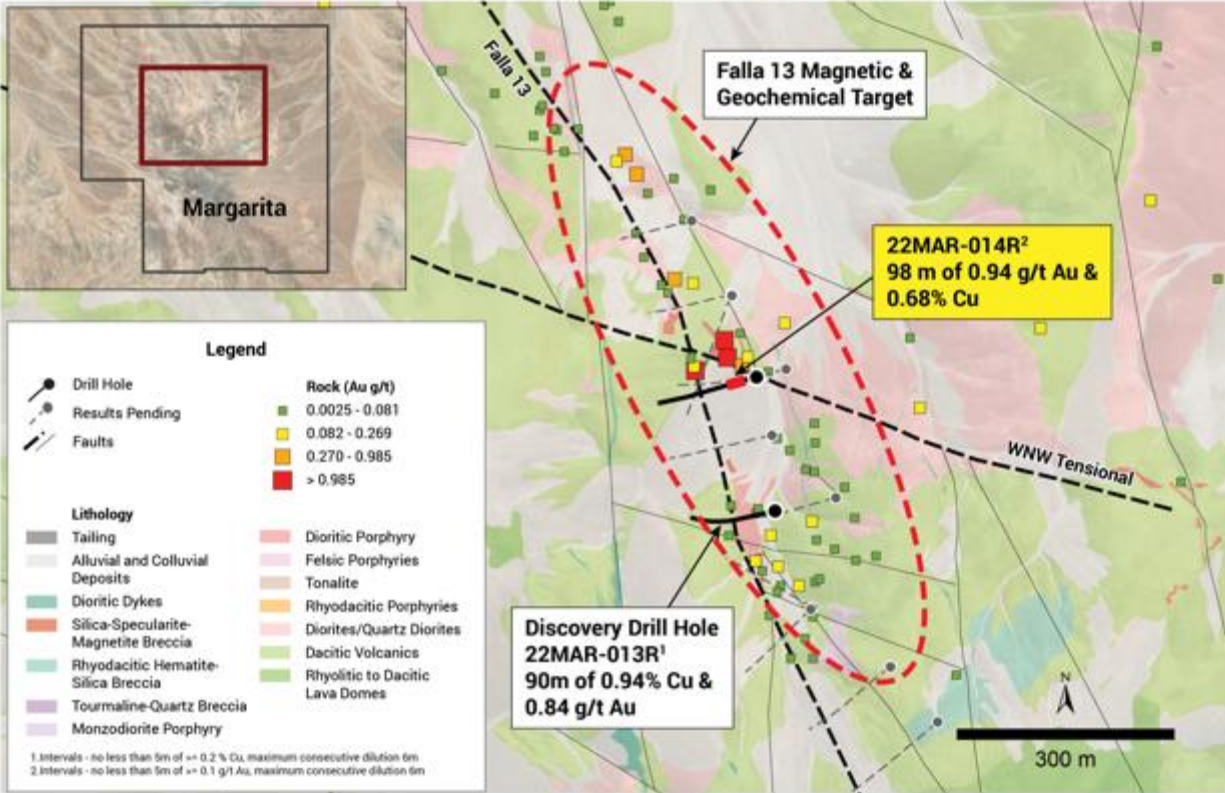 Margarita
Falla 13
Falla 13 Magnetic &
Geochemical Target
22MAR-014R²
98 m of 0.94 g/t Au &
0.68% Cu
WNW Tensional
Discovery Drill Hole
22MAR-013R¹
90m of 0.94% Cu &
0.84 g/t Au
N
300 m
Legend
Drill Hole
Results Pending
Faults
Rock (Au g/t)
0.0025 - 0.081
0.082 - 0.269
0.270 - 0.985
> 0.985
Lithology
Tailing
Alluvial and Colluvial
Deposits
Dioritic Dykes
Silica-Specularite-
Magnetite Breccia
Rhyodacitic Hematite-
Silica Breccia
Tourmaline-Quartz Breccia
Monzodiorite Porphyry
Dioritic Porphyry
Felsic Porphyries
Tonalite
Rhyodacitic Porphyries
Diorites/Quartz Diorites
Dacitic Volcanics
Rhyolitic to Dacitic
Lava Domes
1.Intervals - no less than 5m of >= 0.2 % Cu, maximum consecutive dilution 6m
2.Intervals - no less than 5m of >= 0.1 g/t Au, maximum consecutive dilution 6m